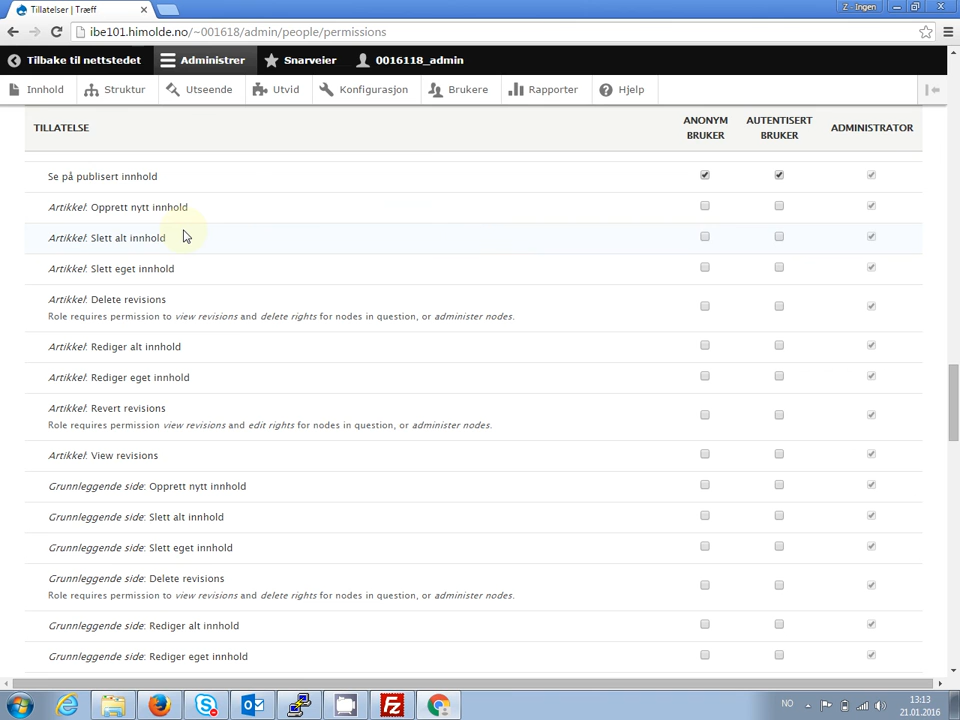 Tillatelser | Træff
Z - Ingen
ibe101.himolde.no/~001618/admin/people/permissions
Tilbake til nettstedet
Administrer
Snarveier
0016118_admin
Innhold
Struktur
Utseende
Utvid
Konfigurasjon
Brukere
Rapporter
Hjelp
TILLATELSE
ANONYM
BRUKER
AUTENTISERT
BRUKER
ADMINISTRATOR
Se på publisert innhold
Artikkel: Opprett nytt innhold
Artikkel: Slett alt innhold
Artikkel: Slett eget innhold
Artikkel: Delete revisions
Role requires permission to view revisions and delete rights for nodes in question, or administer nodes.
Artikkel: Rediger alt innhold
Artikkel: Rediger eget innhold
Artikkel: Revert revisions
Role requires permission view revisions and edit rights for nodes in question, or administer nodes.
Artikkel: View revisions
Grunnleggende side: Opprett nytt innhold
Grunnleggende side: Slett alt innhold
Grunnleggende side: Slett eget innhold
Grunnleggende side: Delete revisions
Role requires permission to view revisions and delete rights for nodes in question, or administer nodes.
Grunnleggende side: Rediger alt innhold
Grunnleggende side: Rediger eget innhold
NO
13:13
21.01.2016